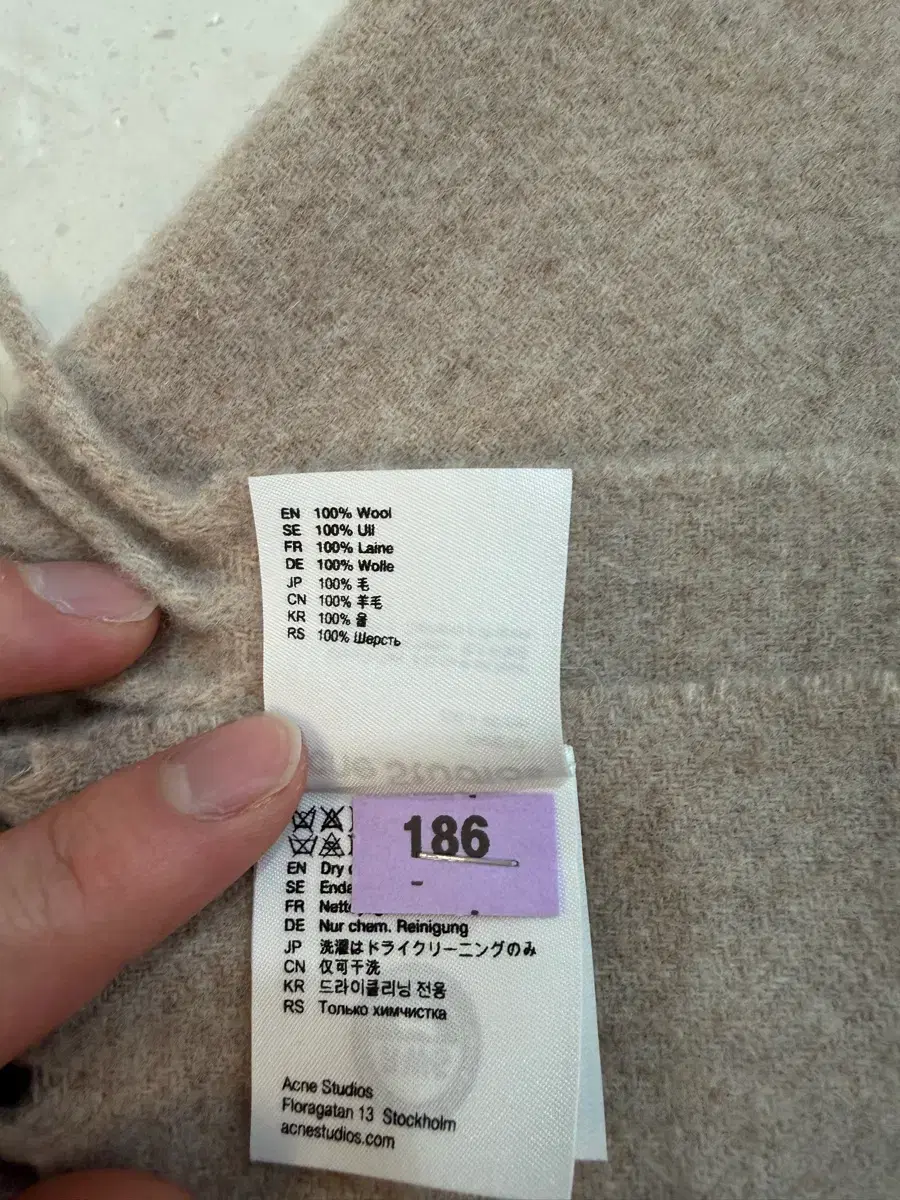 EN 100% Wool
SE 100% Ull
FR 100% Laine
DE 100% Wolle
JP 100% 毛
CN 100% 羊毛
KR 100% 울
RS 100% Шерсть
186
EN Dry
SE
FR
DE Nur chem. Reinigung
JP 洗濯はドライクリーニングのみ
CN 仅可干洗
KR 드라이클리닝 전용
RS Только химчистка
Acne Studios
Floragatan 13 Stockholm
acnestudios.com